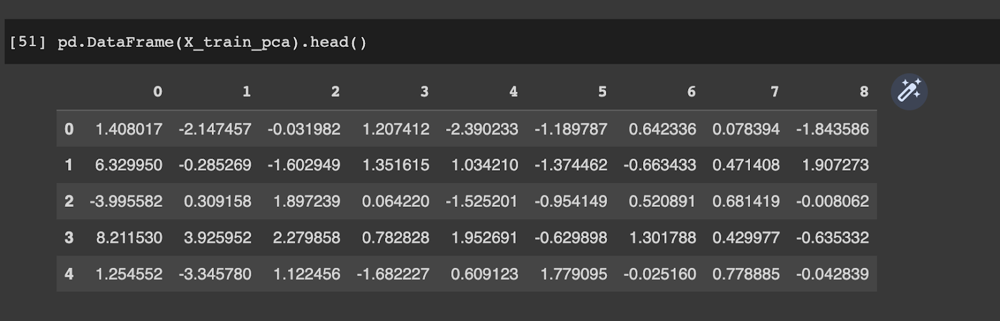 [51] pd.DataFrame(X_train_pca).head()
0 1 2 3 4 5 6 7 8
0 1.408017 -2.147457 -0.031982 1.207412 -2.390233 -1.189787 0.642336 0.078394 -1.843586
1 6.329950 -0.285269 -1.602949 1.351615 1.034210 -1.374462 -0.663433 0.471408 1.907273
2 -3.995582 0.309158 1.897239 0.064220 -1.525201 -0.954149 0.520891 0.681419 -0.008062
3 8.211530 3.925952 2.279858 0.782828 1.952691 -0.629898 1.301788 0.429977 -0.635332
4 1.254552 -3.345780 1.122456 -1.682227 0.609123 1.779095 -0.025160 0.778885 -0.042839